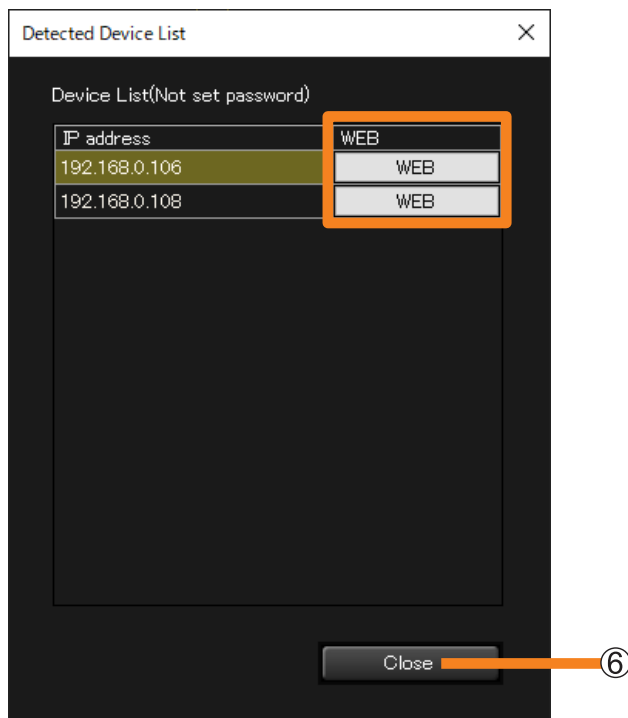 Detected Device List
Device List(Not set password)
IP address WEB
192.168.0.106 WEB
192.168.0.108 WEB
Close ⑥